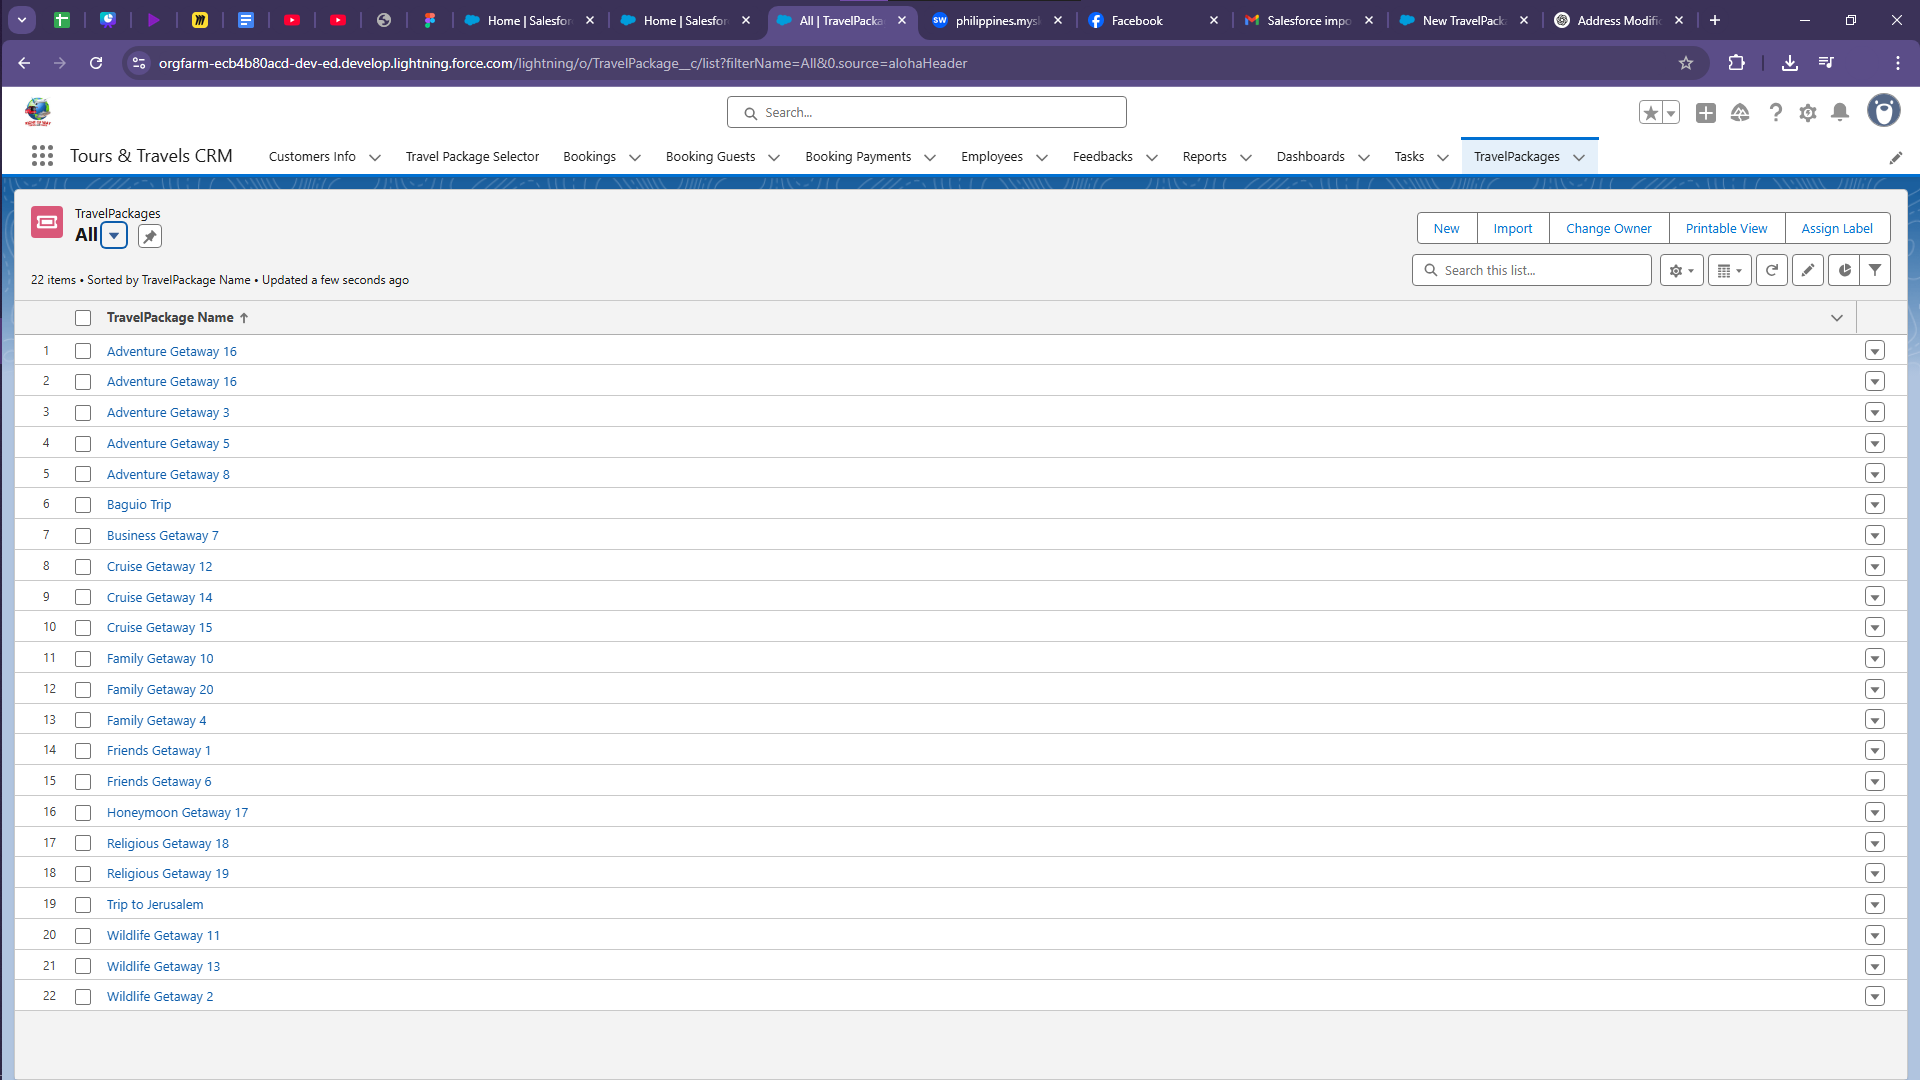 Home | Salesfor
Home | Salesfor
All | TravelPacka
philippines.mys
Facebook
Salesforce impo
New TravelPack
Address Modific
orgfarm-ecb4b80acd-dev-ed.develop.lightning.force.com/lightning/o/TravelPackage__c/list?filterName=All&0.source=alohaHeader
Search...
Tours & Travels CRM
Customers Info
Travel Package Selector
Bookings
Booking Guests
Booking Payments
Employees
Feedbacks
Reports
Dashboards
Tasks
TravelPackages
TravelPackages
All
New
Import
Change Owner
Printable View
Assign Label
22 items • Sorted by TravelPackage Name • Updated a few seconds ago
Search this list...
TravelPackage Name
1 Adventure Getaway 16
2 Adventure Getaway 16
3 Adventure Getaway 3
4 Adventure Getaway 5
5 Adventure Getaway 8
6 Baguio Trip
7 Business Getaway 7
8 Cruise Getaway 12
9 Cruise Getaway 14
10 Cruise Getaway 15
11 Family Getaway 10
12 Family Getaway 20
13 Family Getaway 4
14 Friends Getaway 1
15 Friends Getaway 6
16 Honeymoon Getaway 17
17 Religious Getaway 18
18 Religious Getaway 19
19 Trip to Jerusalem
20 Wildlife Getaway 11
21 Wildlife Getaway 13
22 Wildlife Getaway 2